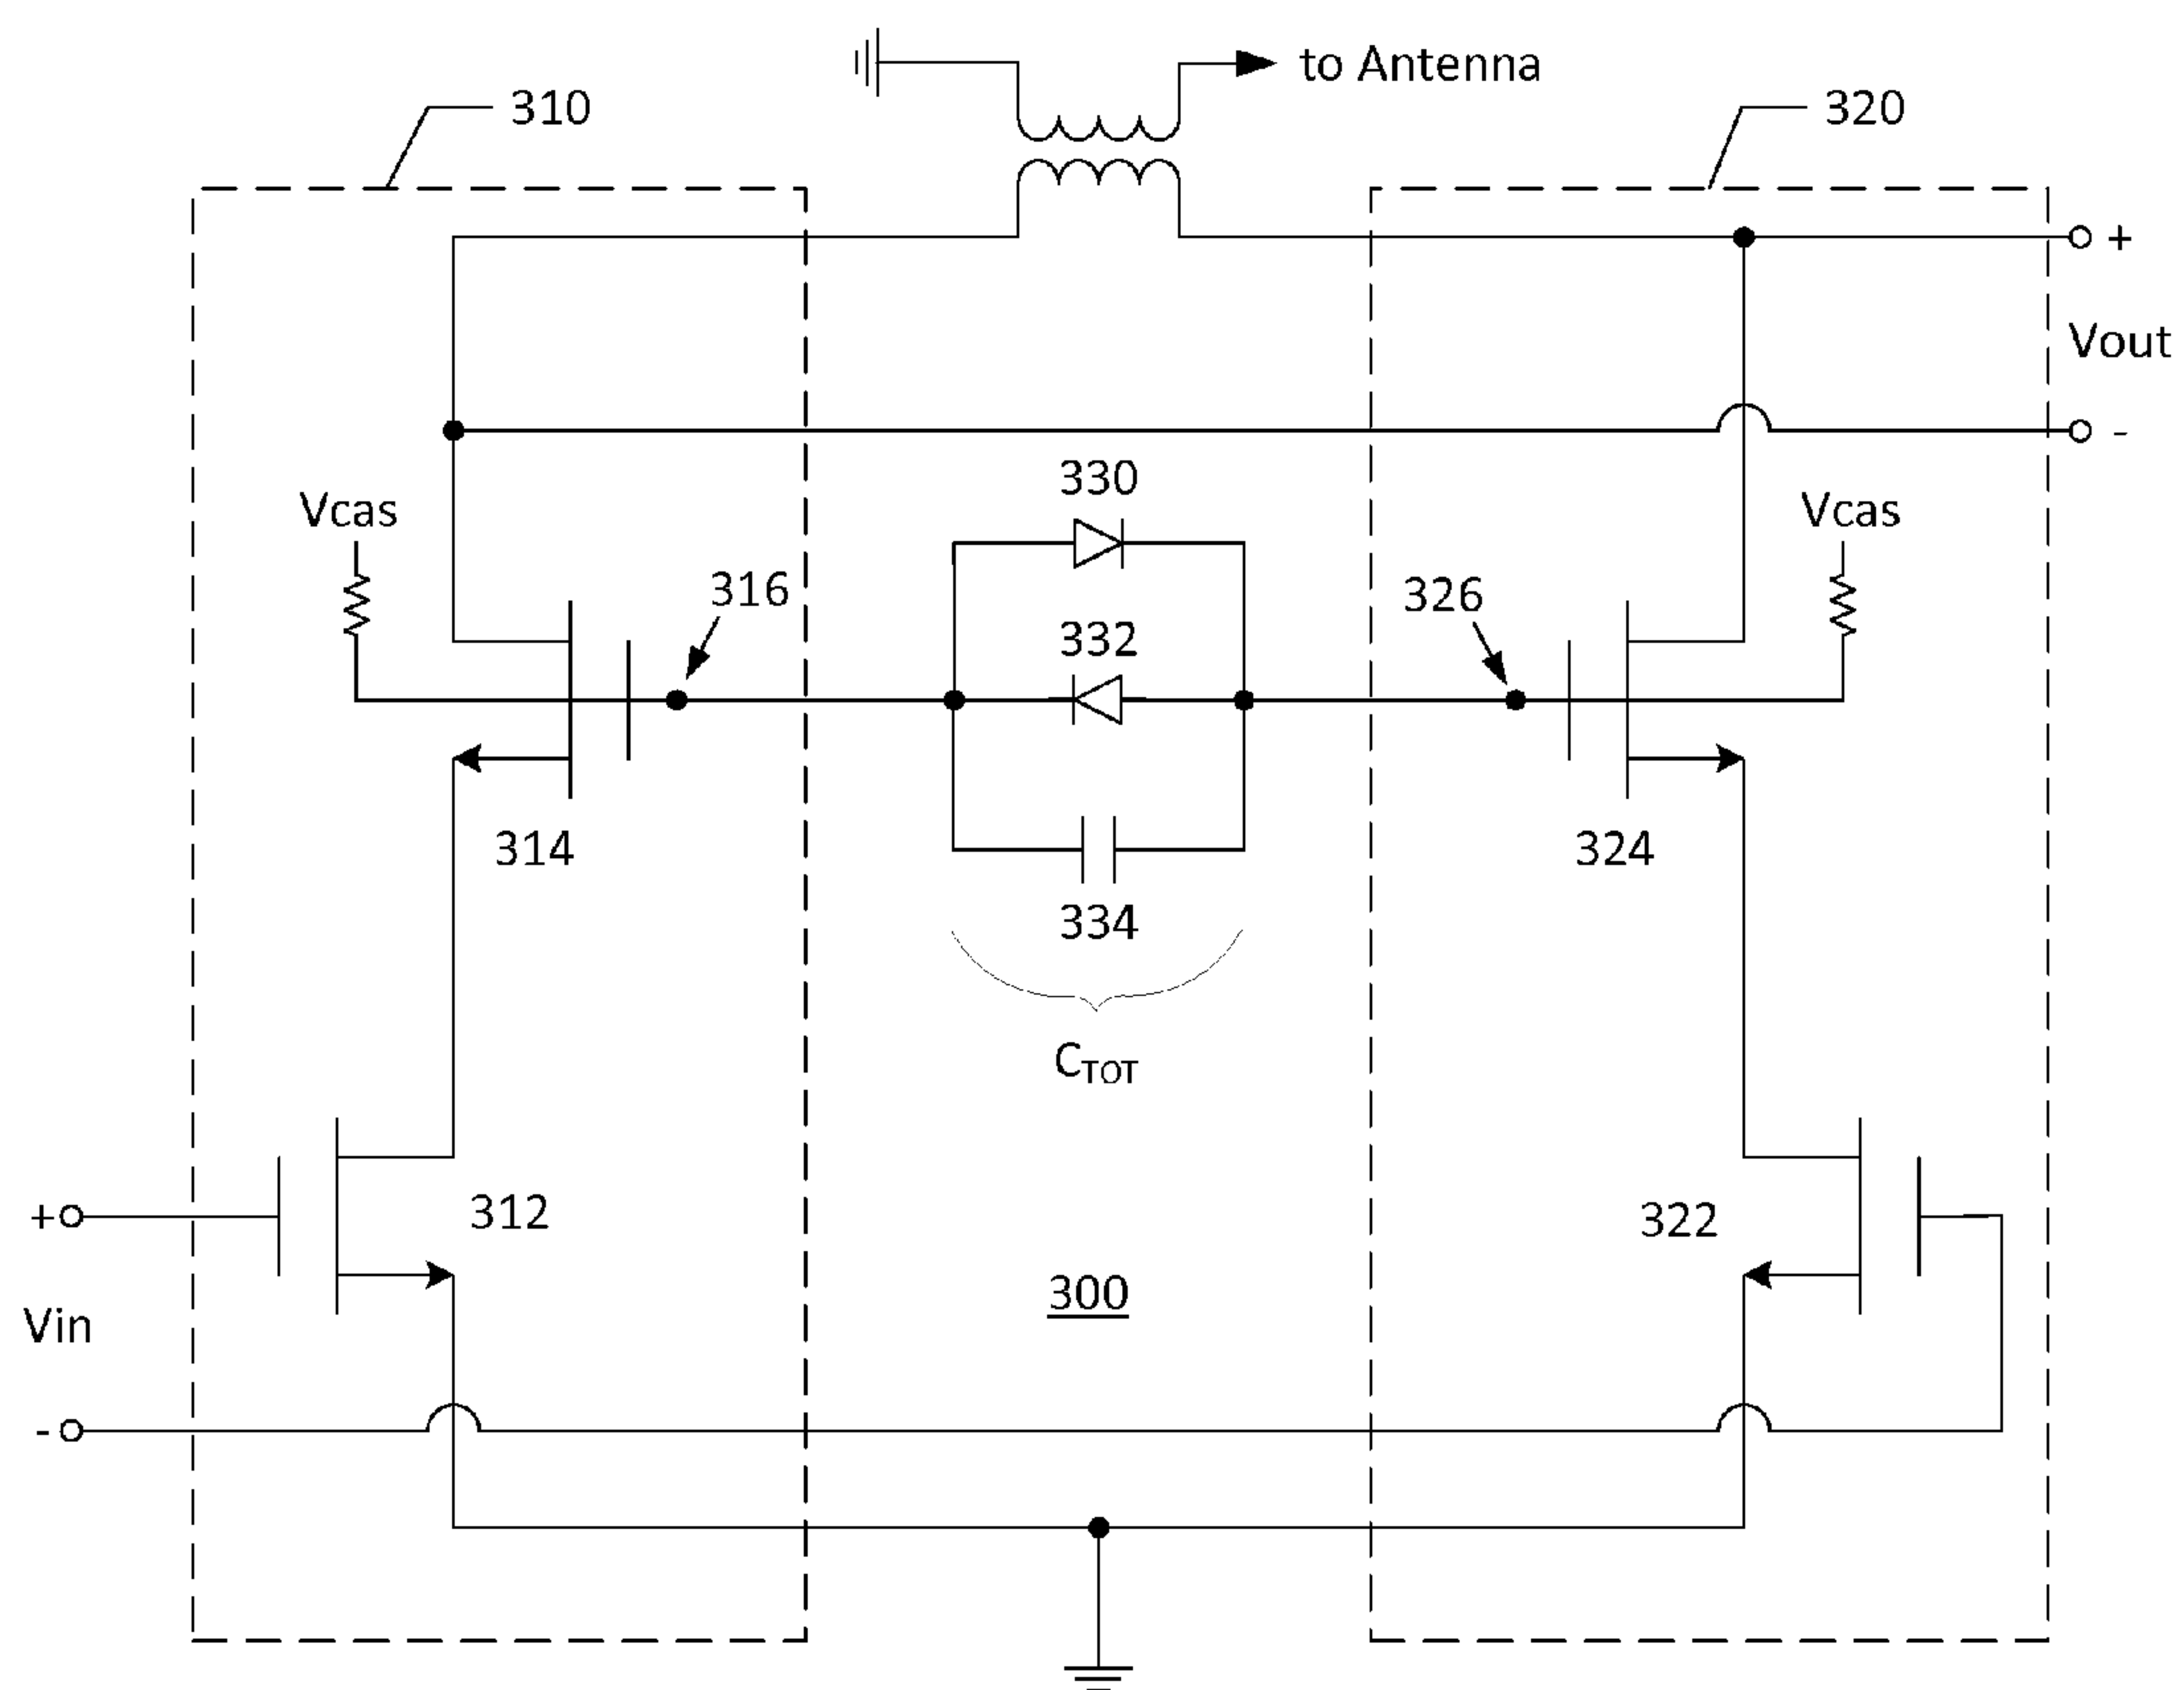 to Antenna
310
320
+
Vout
-
330
Vcas
Vcas
316
326
332
314
324
334
CTOT
+
312
322
300
Vin
-